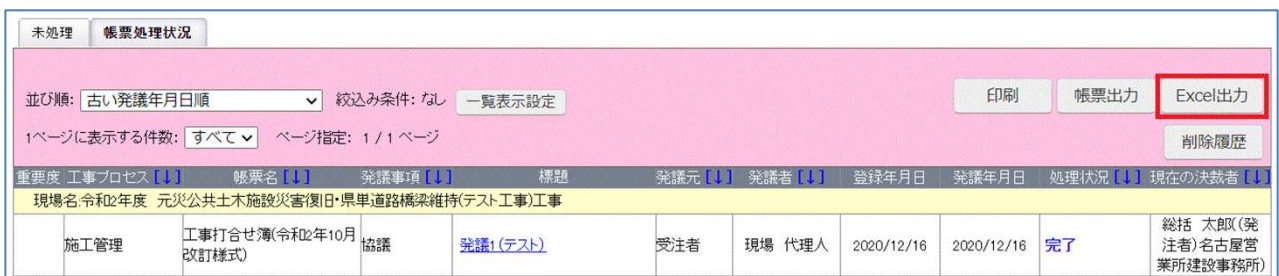 未処理 帳票処理状況
並び順: 古い発議年月日順 絞込み条件: なし 一覧表示設定 印刷 帳票出力 Excel出力
1ページに表示する件数: すべて ページ指定: 1 / 1 ページ 削除履歴
重要度 工事プロセス【↓】 帳票名【↓】 発議事項【↓】 標題 発議元【↓】 発議者【↓】 登録年月日 発議年月日 処理状況【↓】 現在の決裁者【↓】
現場名:令和2年度 元災公共土木施設災害復旧・県単道路橋梁維持(テスト工事)工事
施工管理 工事打合せ簿(令和2年10月 協議 発議1(テスト) 受注者 現場 代理人 2020/12/16 2020/12/16 完了 総括 太郎((発
改訂様式) 注者)名古屋営
業所建設事務所)